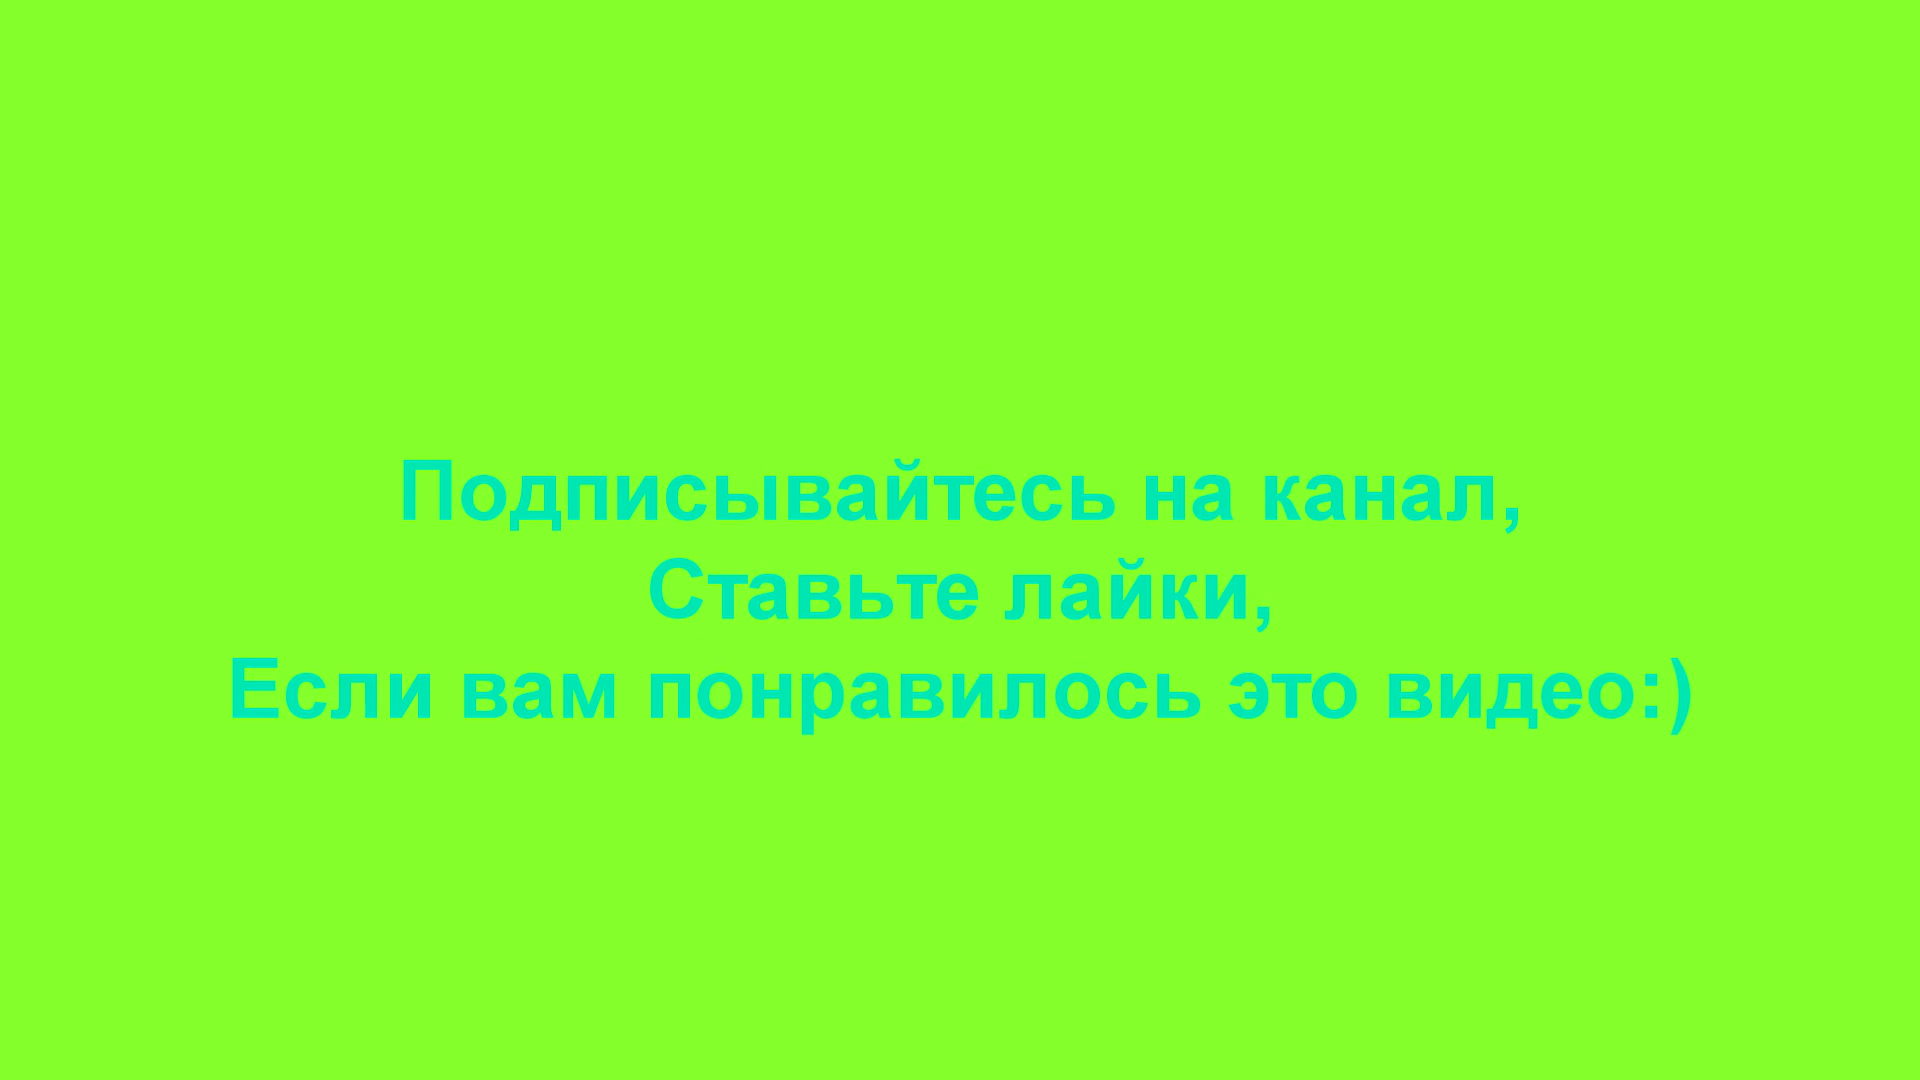 Подписывайтесь на канал,
Ставьте лайки,
Если вам понравилось это видео:)